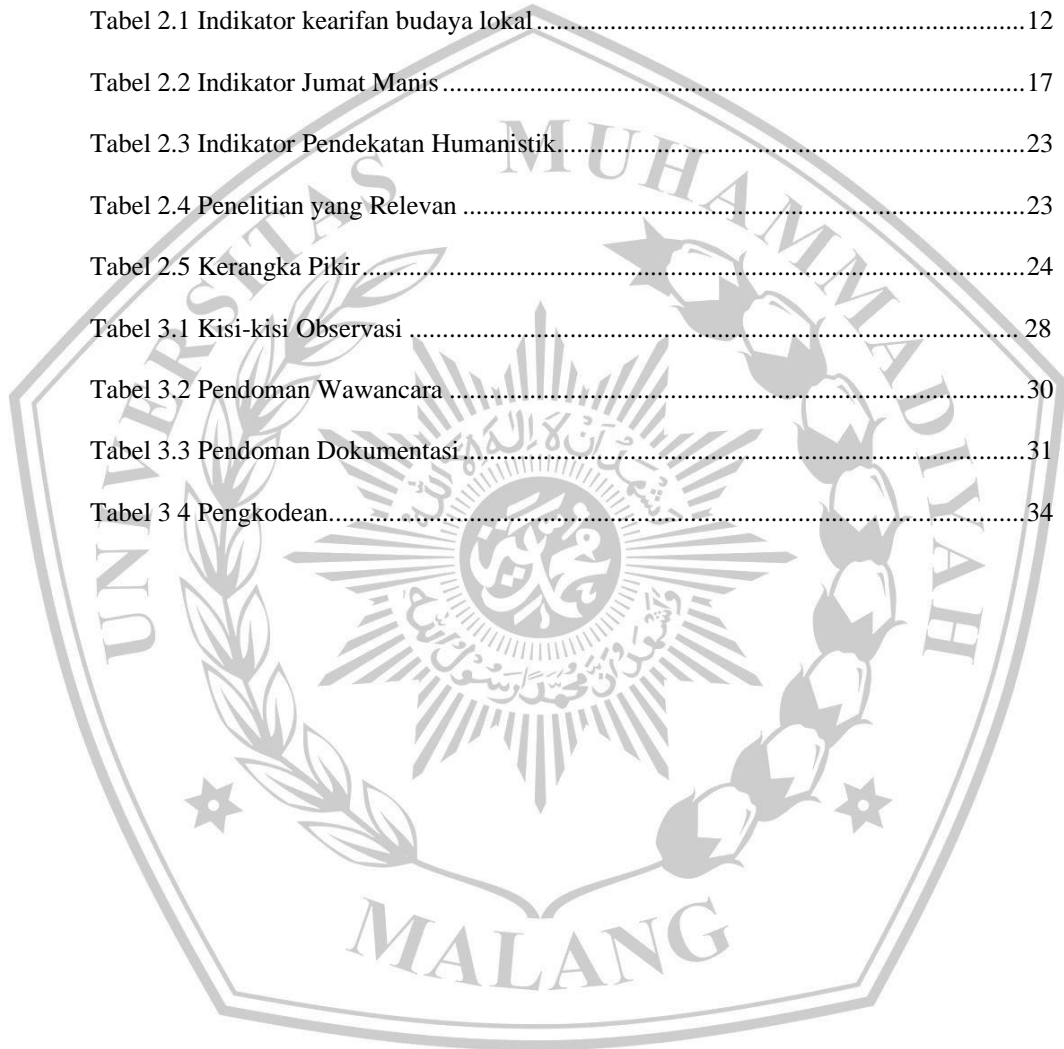 Tabel 2.1 Indikator kearifan budaya lokal.......................................................................................12
Tabel 2.2 Indikator Jumat Manis.....................................................................................................17
Tabel 2.3 Indikator Pendekatan Humanistik...................................................................................23
Tabel 2.4 Penelitian yang Relevan..................................................................................................23
Tabel 2.5 Kerangka Pikir.................................................................................................................24
Tabel 3.1 Kisi-kisi Observasi.......................................................................................................... 28
Tabel 3.2 Pendoman Wawancara....................................................................................................30
Tabel 3.3 Pendoman Dokumentasi..................................................................................................31
Tabel 3 4 Pengkodean......................................................................................................................34
UNIVERSITAS MUHAMMADIYAH
MALANG